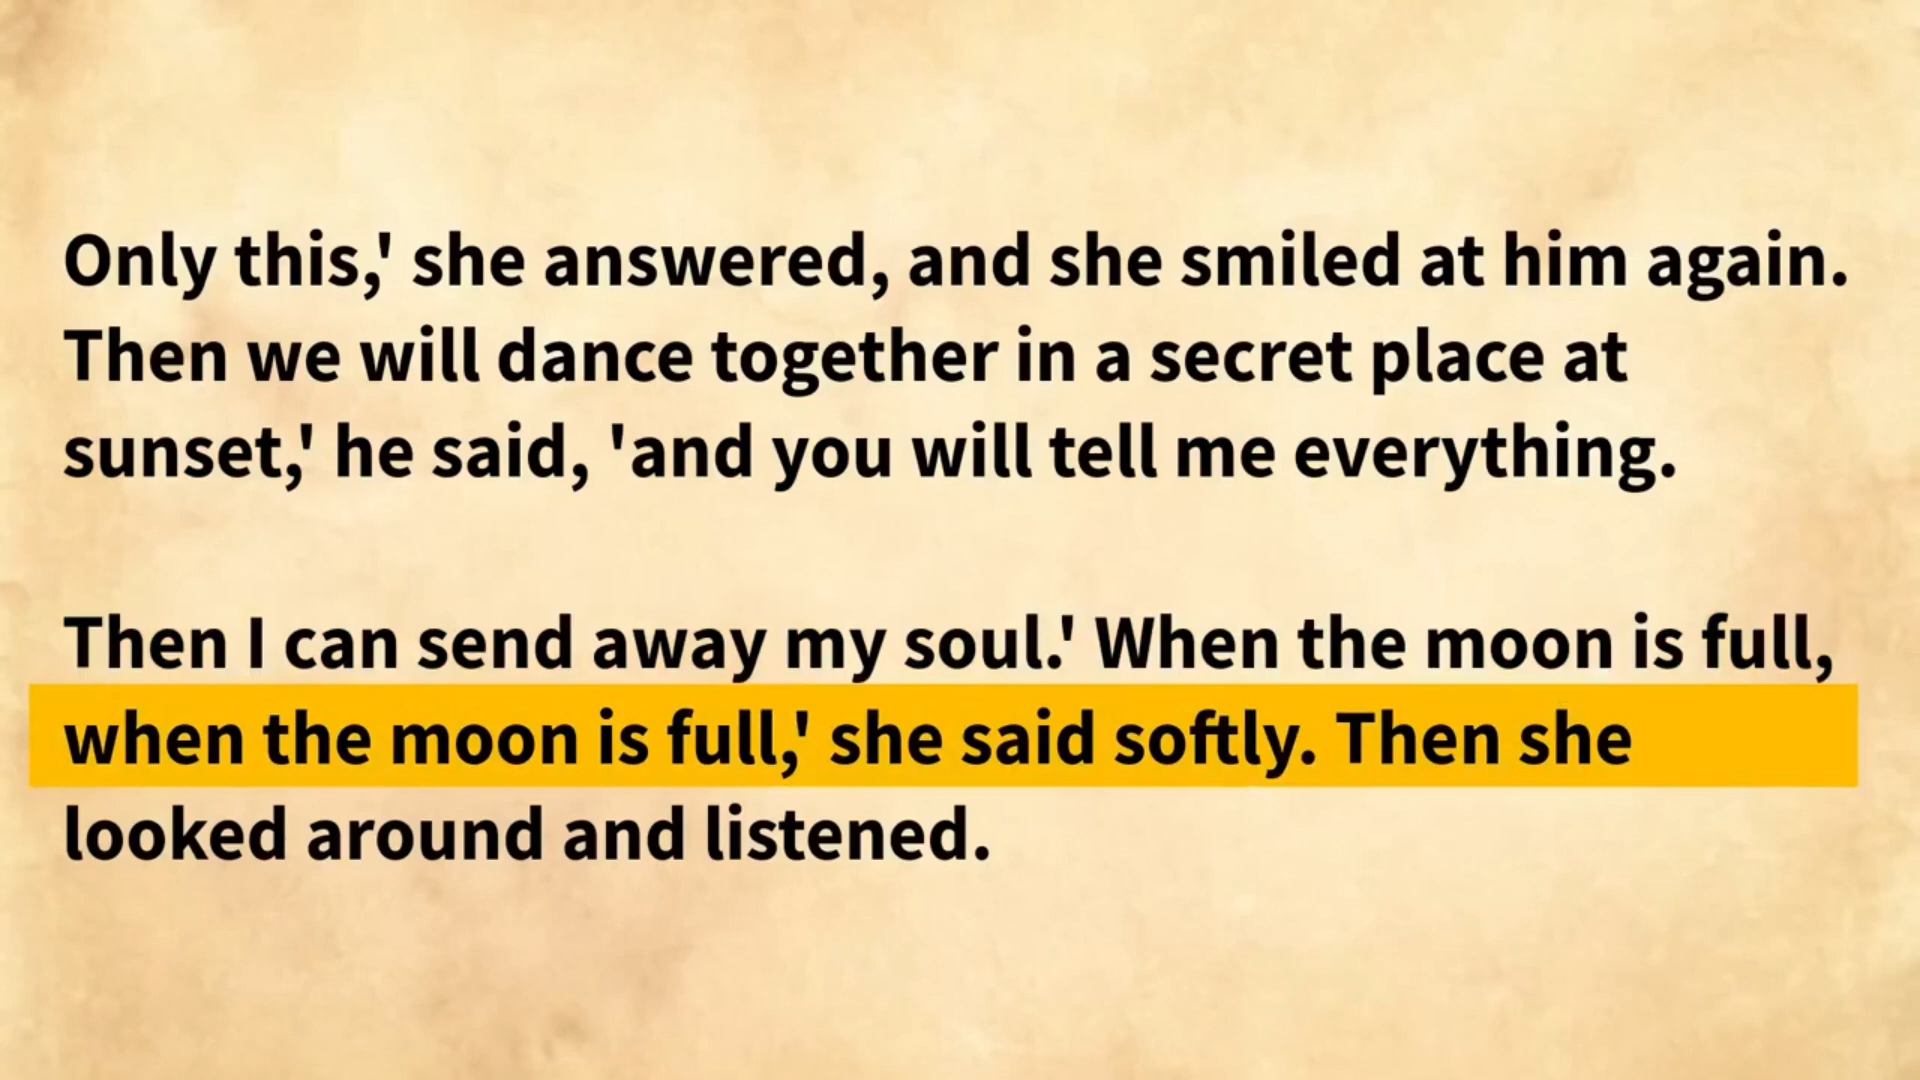 Only this,' she answered, and she smiled at him again.
Then we will dance together in a secret place at
sunset,' he said, 'and you will tell me everything.
Then I can send away my soul.' When the moon is full,
when the moon is full,' she said softly. Then she
looked around and listened.